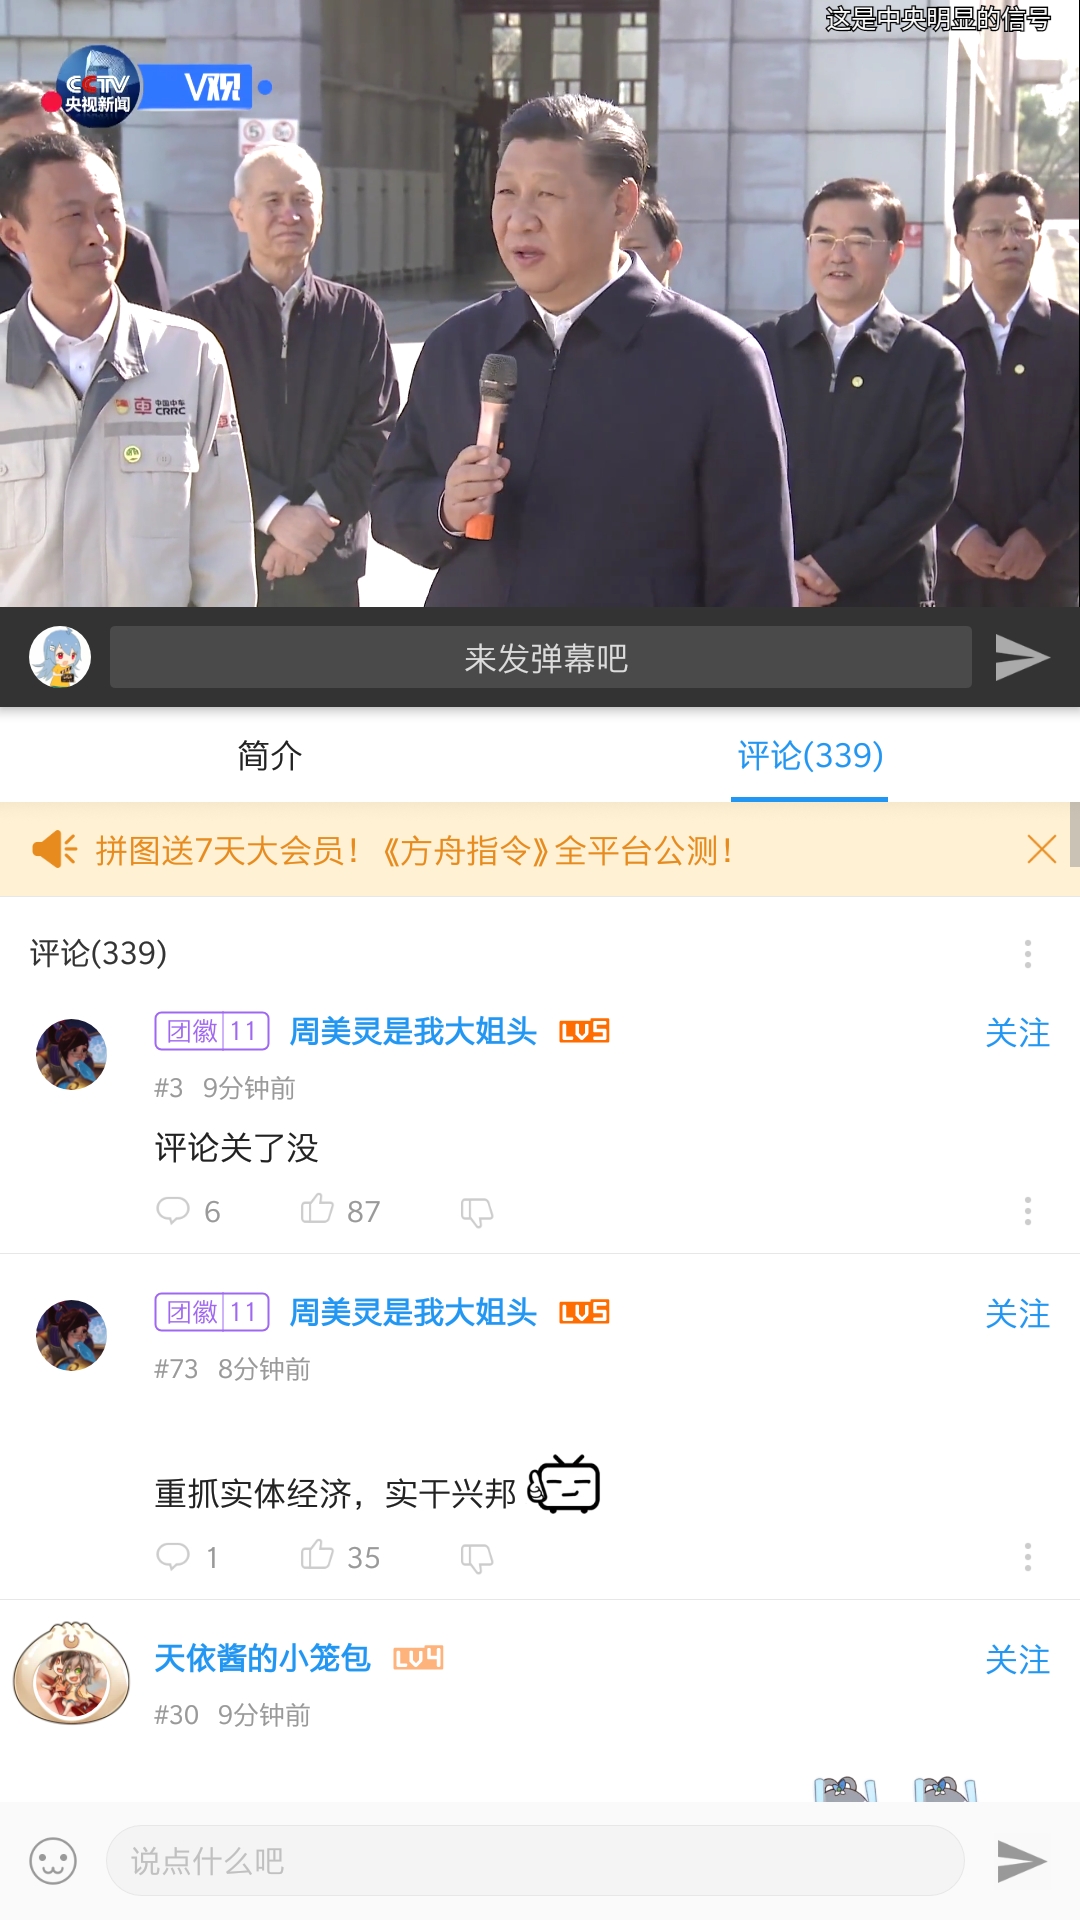 这是中央明显的信号
CCTV
央视新闻
V观
5
中国中车
CRRC
来发弹幕吧
简介
评论(339)
拼图送7天大会员！《方舟指令》全平台公测！
评论(339)
团徽 11 周美灵是我大姐头 LV5 关注
#3 9分钟前
评论关了没
6 87
团徽 11 周美灵是我大姐头 LV5 关注
#73 8分钟前
重抓实体经济，实干兴邦
1 35
天依酱的小笼包 LV4 关注
#30 9分钟前
说点什么吧